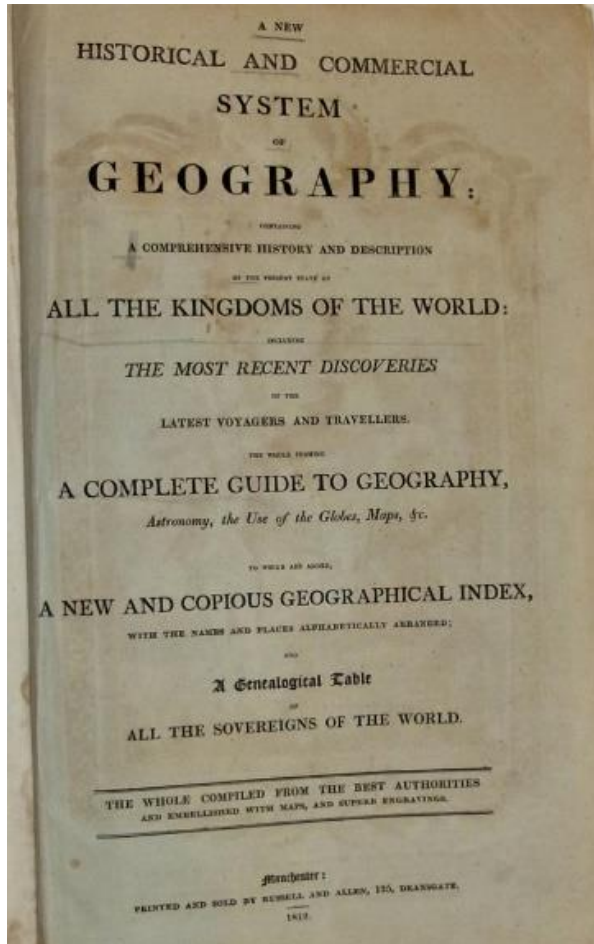 A NEW
HISTORICAL AND COMMERCIAL
SYSTEM
OF
GEOGRAPHY:
CONTAINING
A COMPREHENSIVE HISTORY AND DESCRIPTION
OF THE PRESENT STATE OF
ALL THE KINGDOMS OF THE WORLD:
INCLUDING
THE MOST RECENT DISCOVERIES
OF THE
LATEST VOYAGERS AND TRAVELLERS.
THE WHOLE FORMING
A COMPLETE GUIDE TO GEOGRAPHY,
Astronomy, the Use of the Globes, Maps, &c.
TO WHICH ARE ADDED,
A NEW AND COPIOUS GEOGRAPHICAL INDEX,
WITH THE NAMES AND PLACES ALPHABETICALLY ARRANGED;
AND
A Genealogical Table
OF
ALL THE SOVEREIGNS OF THE WORLD.
THE WHOLE COMPILED FROM THE BEST AUTHORITIES
AND EMBELLISHED WITH MAPS, AND SUPERB ENGRAVINGS.
Manchester:
PRINTED AND SOLD BY RUSSELL AND ALLEN, DEANSGATE.